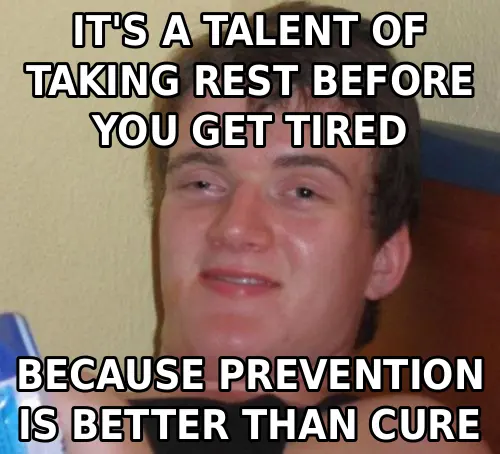 IT'S A TALENT OF
TAKING REST BEFORE
YOU GET TIRED
BECAUSE PREVENTION
IS BETTER THAN CURE